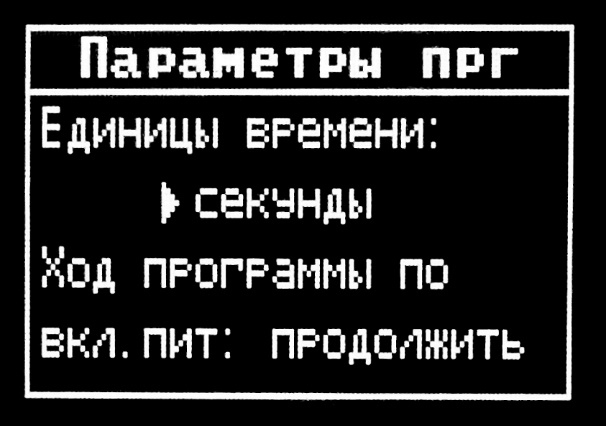 Параметры прг
Единицы времени:
секунды
Ход программы по
вкл.пит: продолжить